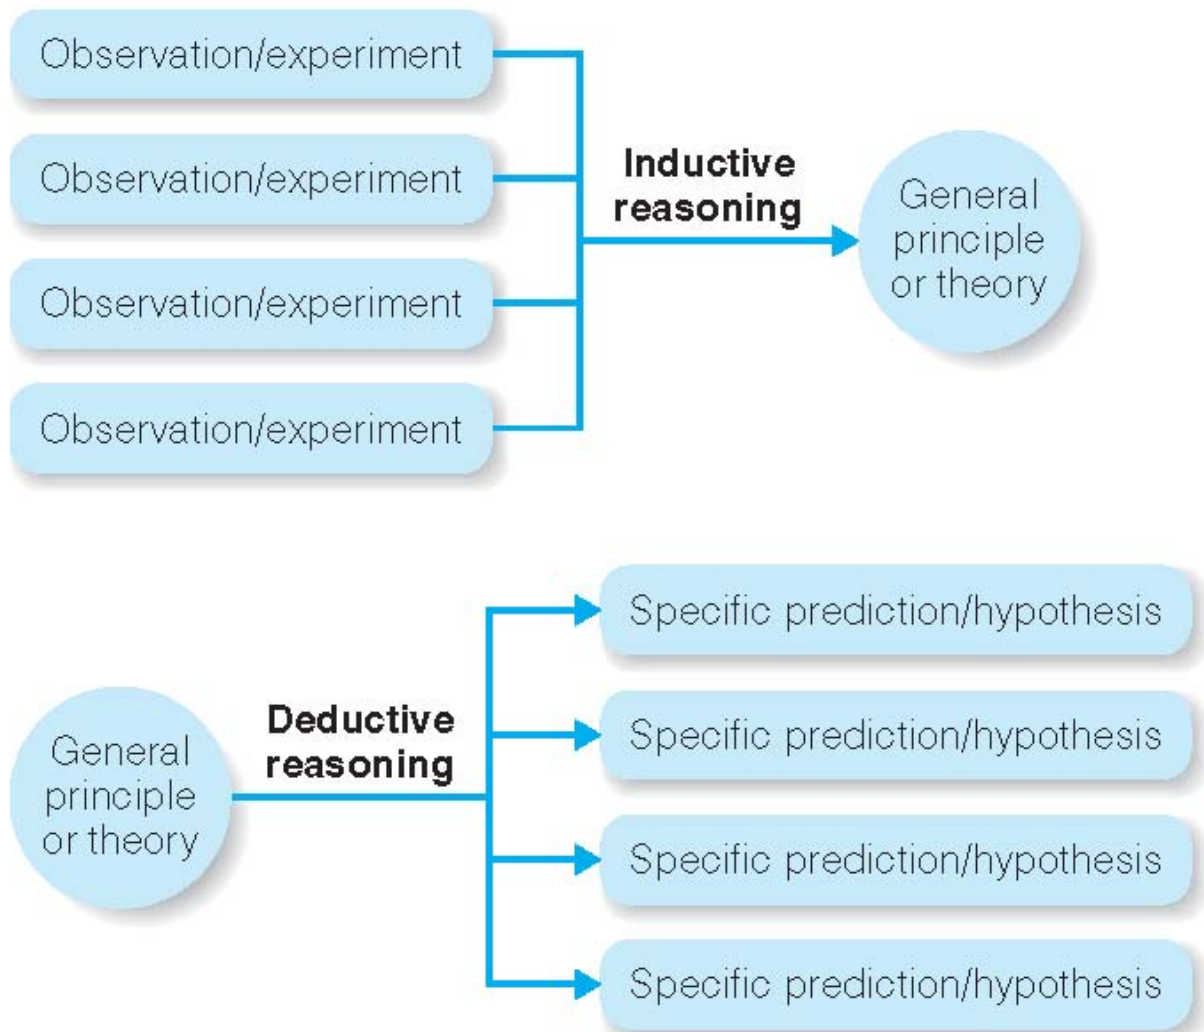 Observation/experiment
Observation/experiment
Observation/experiment
Observation/experiment
Inductive
reasoning
General
principle
or theory
General
principle
or theory
Deductive
reasoning
Specific prediction/hypothesis
Specific prediction/hypothesis
Specific prediction/hypothesis
Specific prediction/hypothesis